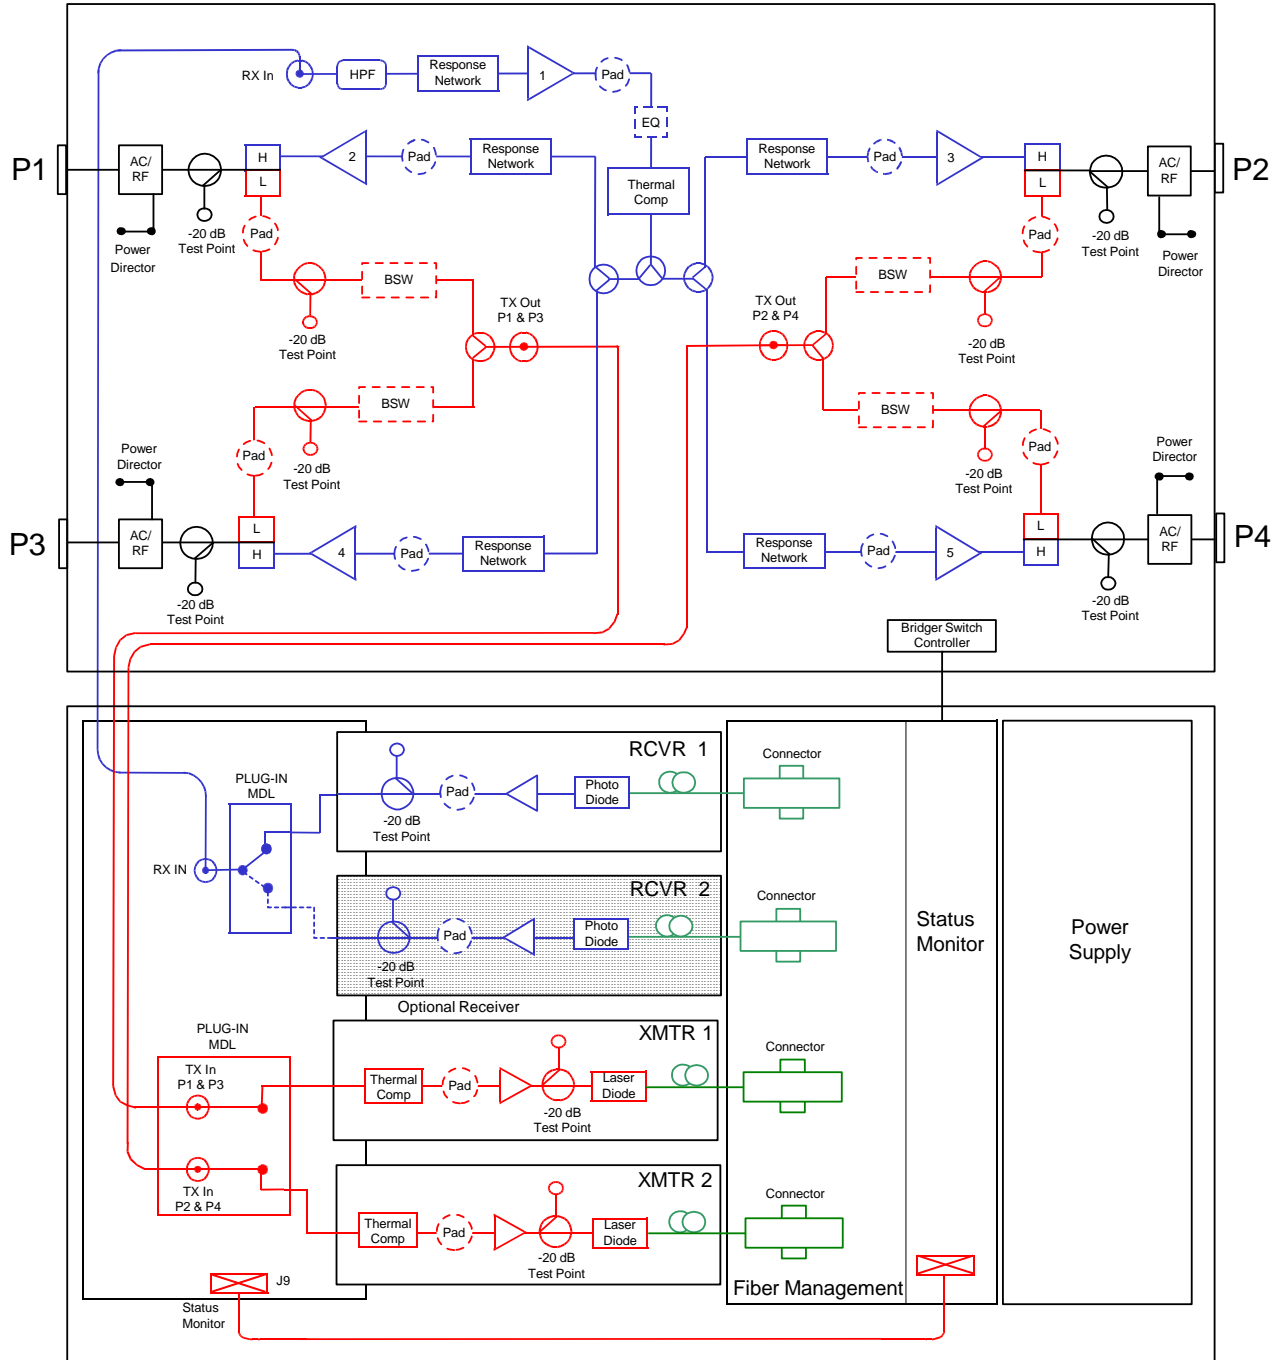 RX In
HPF
Response
Network
1
Pad
EQ
Thermal
Comp
P1
AC/
RF
Power
Director
-20 dB
Test Point
H
L
2
Pad
Response
Network
Response
Network
Pad
3
H
L
-20 dB
Test Point
AC/
RF
Power
Director
P2
Pad
-20 dB
Test Point
BSW
TX Out
P1 & P3
TX Out
P2 & P4
BSW
-20 dB
Test Point
Pad
BSW
-20 dB
Test Point
Pad
BSW
-20 dB
Test Point
Pad
Power
Director
P3
AC/
RF
-20 dB
Test Point
L
H
4
Pad
Response
Network
Response
Network
Pad
5
L
H
-20 dB
Test Point
Power
Director
AC/
RF
P4
Bridger Switch
Controller
RCVR 1
-20 dB
Test Point
Pad
Photo
Diode
Connector
PLUG-IN
MDL
RX IN
RCVR 2
-20 dB
Test Point
Pad
Photo
Diode
Connector
Optional Receiver
Status
Monitor
Power
Supply
PLUG-IN
MDL
TX In
P1 & P3
TX In
P2 & P4
XMTR 1
Thermal
Comp
Pad
-20 dB
Test Point
Laser
Diode
Connector
XMTR 2
Thermal
Comp
Pad
-20 dB
Test Point
Laser
Diode
Connector
Fiber Management
J9
Status
Monitor